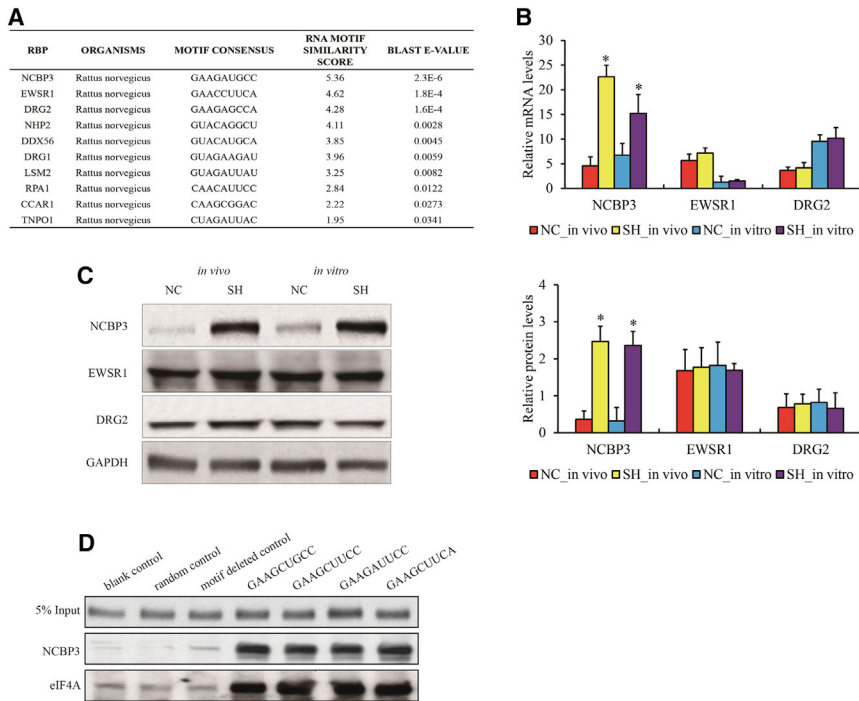 A
RBP ORGANISMS MOTIF CONSENSUS RNA MOTIF SIMILARITY SCORE BLAST E-VALUE
NCBP3 Rattus norvegicus GAAGAUGCC 5.36 2.3E-6
EWSR1 Rattus norvegicus GAACCUUCA 4.62 1.8E-4
DRG2 Rattus norvegicus GAAGAGCCA 4.28 1.6E-4
NHP2 Rattus norvegicus GUACAGGCU 4.11 0.0028
DDX56 Rattus norvegicus GUACAUGCA 3.85 0.0045
DRG1 Rattus norvegicus GUAGAAGAU 3.96 0.0059
LSM2 Rattus norvegicus GUAGAUUAU 3.25 0.0082
RPA1 Rattus norvegicus CAACAUUCC 2.84 0.0122
CCAR1 Rattus norvegicus CAAGCGGAC 2.22 0.0273
TNPO1 Rattus norvegicus CUAGAUUAC 1.95 0.0341
B
Relative mRNA levels
30
25
20
15
10
5
0
* *
NCBP3 EWSR1 DRG2
NC_in vivo SH_in vivo NC_in vitro SH_in vitro
Relative protein levels
4
3
2
1
0
* *
NCBP3 EWSR1 DRG2
NC_in vivo SH_in vivo NC_in vitro SH_in vitro
C
in vivo in vitro
NC SH NC SH
NCBP3
EWSR1
DRG2
GAPDH
D
blank control random control motif deleted control GAAGCUGCC GAAGCUUCC GAAGAUUCC GAAGCUUCA
5% Input
NCBP3
eIF4A